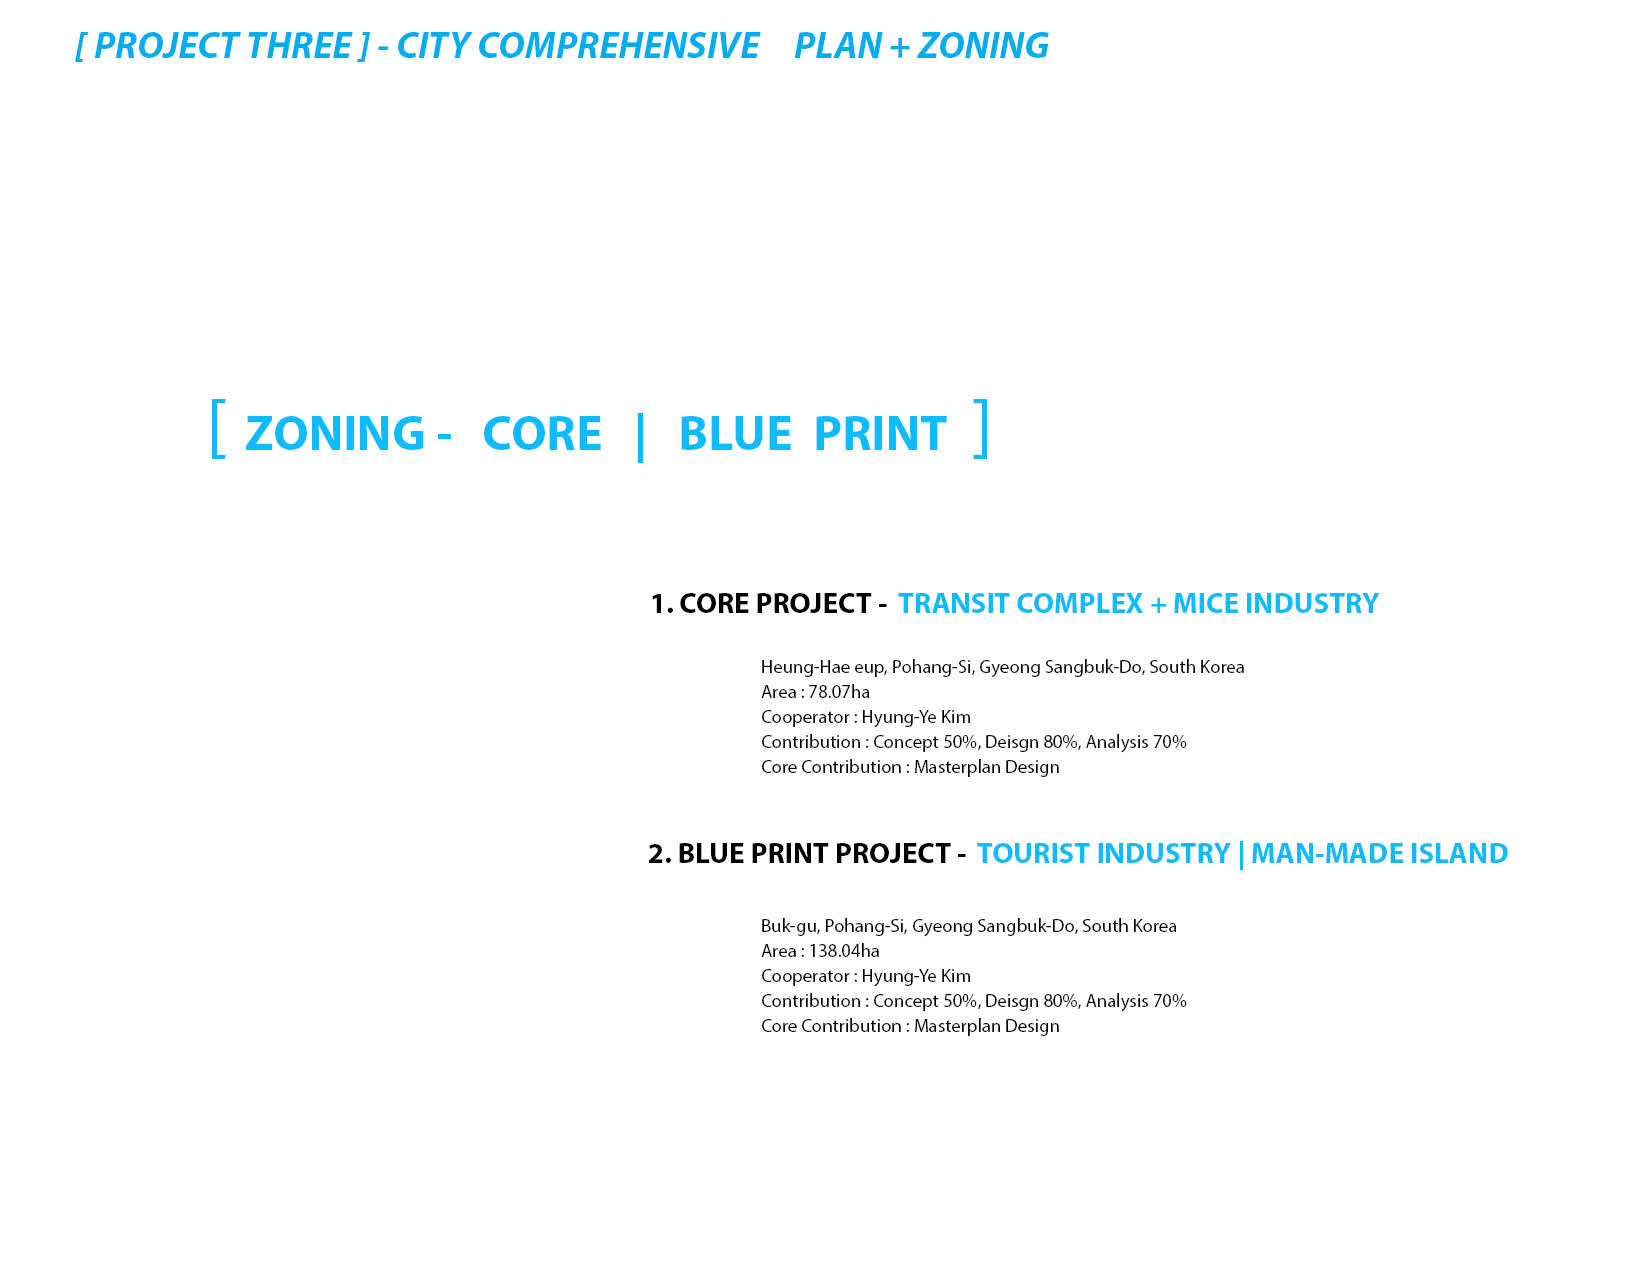 [ PROJECT THREE ] - CITY COMPREHENSIVE PLAN + ZONING
[ ZONING - CORE | BLUE PRINT ]
1. CORE PROJECT - TRANSIT COMPLEX + MICE INDUSTRY
Heung-Hae eup, Pohang-Si, Gyeong Sangbuk-Do, South Korea
Area : 78.07ha
Cooperator : Hyung-Ye Kim
Contribution : Concept 50%, Deisgn 80%, Analysis 70%
Core Contribution : Masterplan Design
2. BLUE PRINT PROJECT - TOURIST INDUSTRY | MAN-MADE ISLAND
Buk-gu, Pohang-Si, Gyeong Sangbuk-Do, South Korea
Area : 138.04ha
Cooperator : Hyung-Ye Kim
Contribution : Concept 50%, Deisgn 80%, Analysis 70%
Core Contribution : Masterplan Design